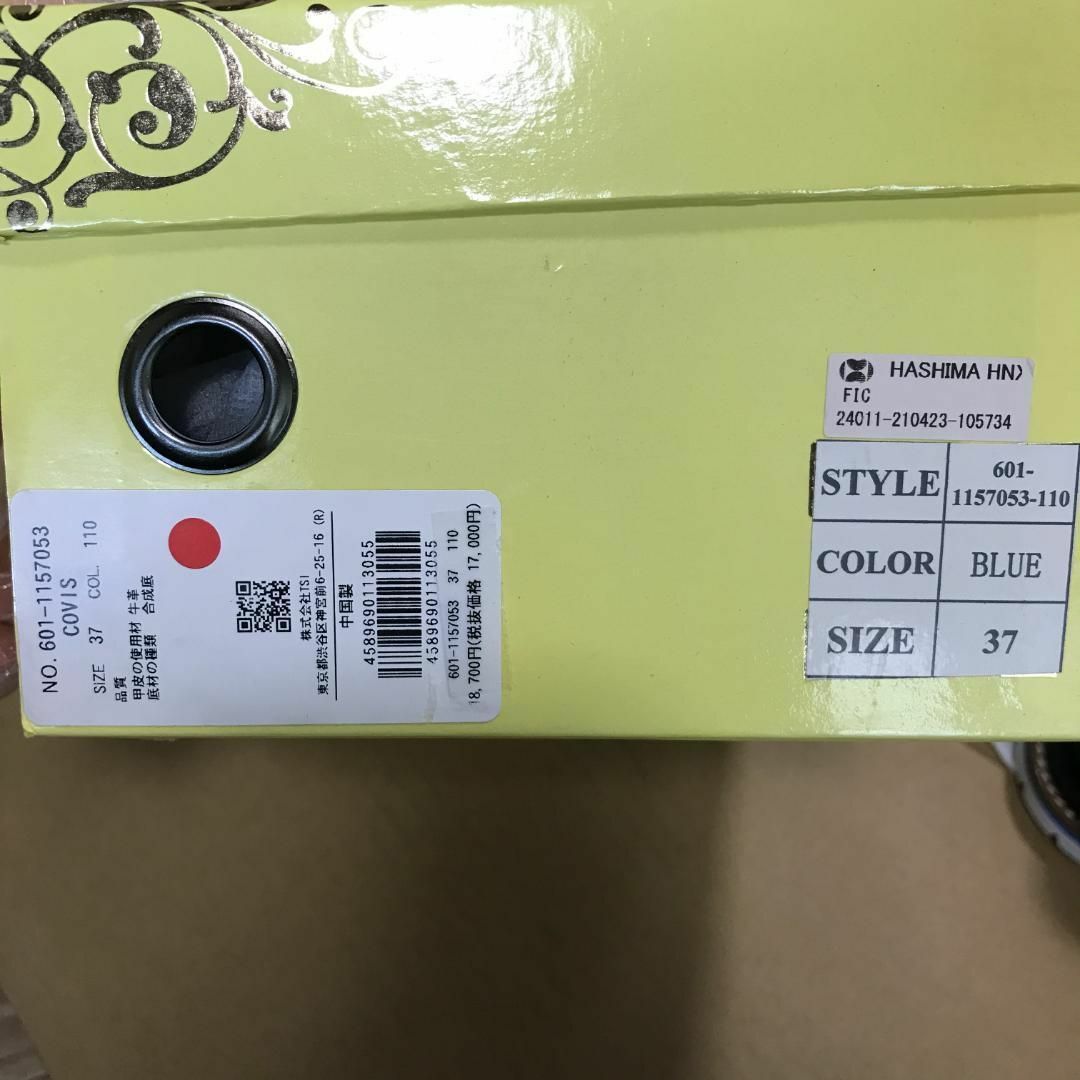 HASHIMA HNX
FIC
24011-210423-105734
STYLE
601-
1157053-110
COLOR
BLUE
SIZE
37
NO. 601-1157053
COVIS
SIZE 37 COL. 110
品質
甲皮の使用材 牛革
底材の種類 合成底
株式会社TSI
東京都渋谷区神宮前6-25-16 (R)
中国製
4589690113055
4589690113055
601-1157053 37 110
18,700円(税抜価格 17,000円)